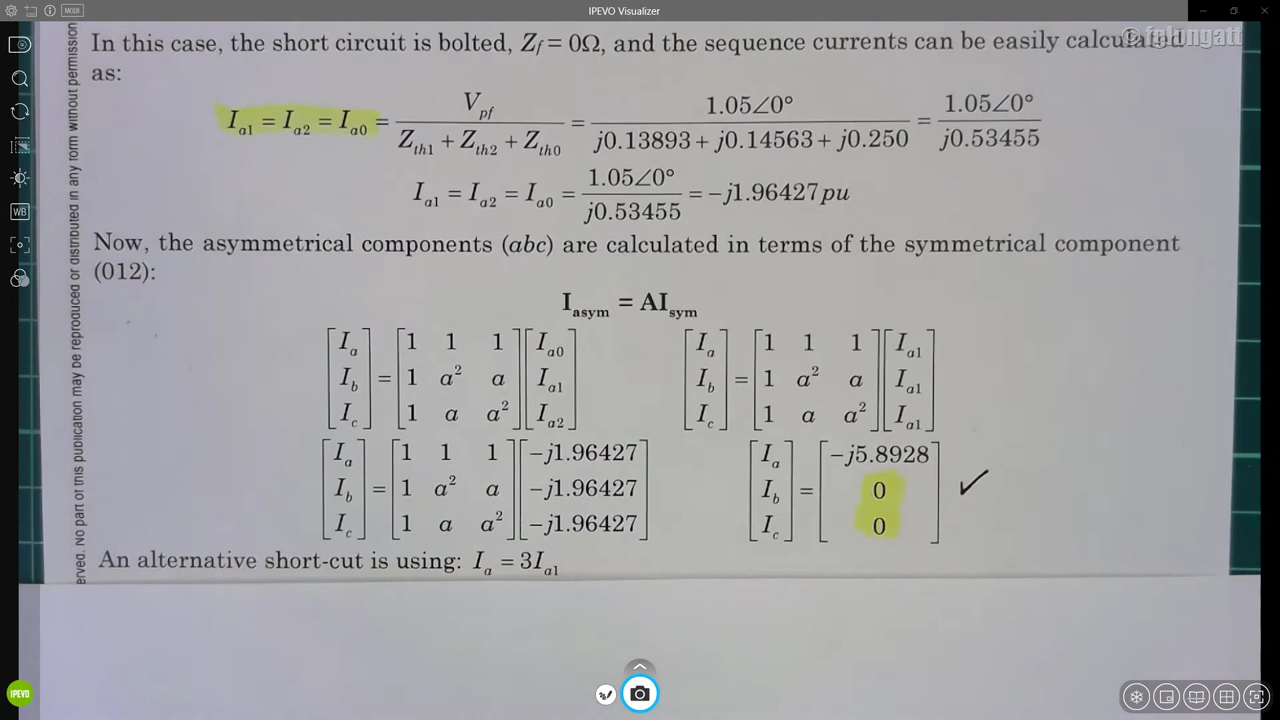 IPEVO Visualizer
MODE
© fglongatt
erved. No part of this publication may be reproduced or distributed in any form without permission
In this case, the short circuit is bolted, Z_f = 0Ω, and the sequence currents can be easily calculated
as:
I_a1 = I_a2 = I_a0 = V_pf / (Z_th1 + Z_th2 + Z_th0) = 1.05∠0° / (j0.13893 + j0.14563 + j0.250) = 1.05∠0° / j0.53455
I_a1 = I_a2 = I_a0 = 1.05∠0° / j0.53455 = −j1.96427 pu
Now, the asymmetrical components (abc) are calculated in terms of the symmetrical component
(012):
I_asym = AI_sym
[I_a] [1 1 1] [I_a0] [I_a] [1 1 1] [I_a1]
[I_b] = [1 a² a] [I_a1] [I_b] = [1 a² a] [I_a1]
[I_c] [1 a a²] [I_a2] [I_c] [1 a a²] [I_a1]
[I_a] [1 1 1] [−j1.96427] [I_a] [−j5.8928]
[I_b] = [1 a² a] [−j1.96427] [I_b] = [0] ✓
[I_c] [1 a a²] [−j1.96427] [I_c] [0]
An alternative short-cut is using: I_a = 3I_a1
WB
IPEVO